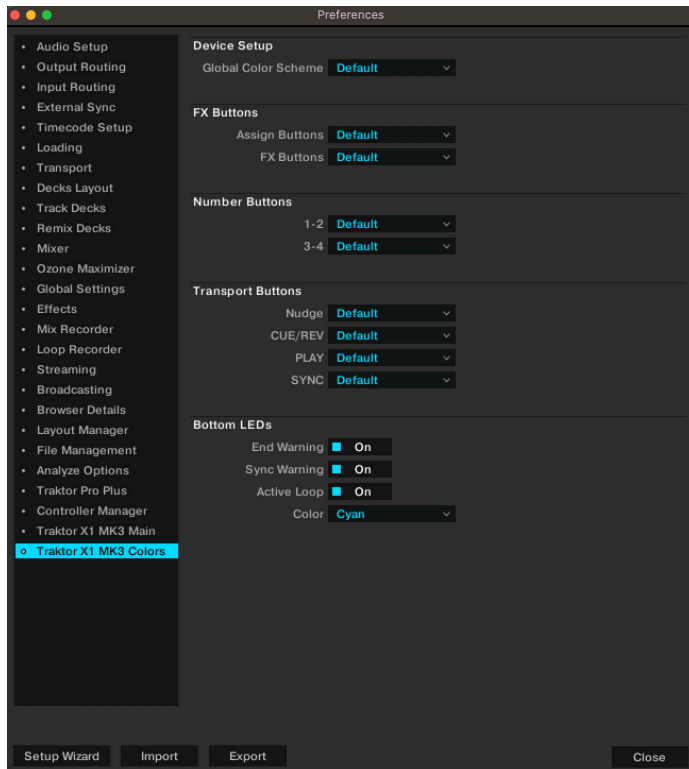 Preferences
Audio Setup
Output Routing
Input Routing
External Sync
Timecode Setup
Loading
Transport
Decks Layout
Track Decks
Remix Decks
Mixer
Ozone Maximizer
Global Settings
Effects
Mix Recorder
Loop Recorder
Streaming
Broadcasting
Browser Details
Layout Manager
File Management
Analyze Options
Traktor Pro Plus
Controller Manager
Traktor X1 MK3 Main
Traktor X1 MK3 Colors
Device Setup
Global Color Scheme Default
FX Buttons
Assign Buttons Default
FX Buttons Default
Number Buttons
1-2 Default
3-4 Default
Transport Buttons
Nudge Default
CUE/REV Default
PLAY Default
SYNC Default
Bottom LEDs
End Warning On
Sync Warning On
Active Loop On
Color Cyan
Setup Wizard Import Export Close